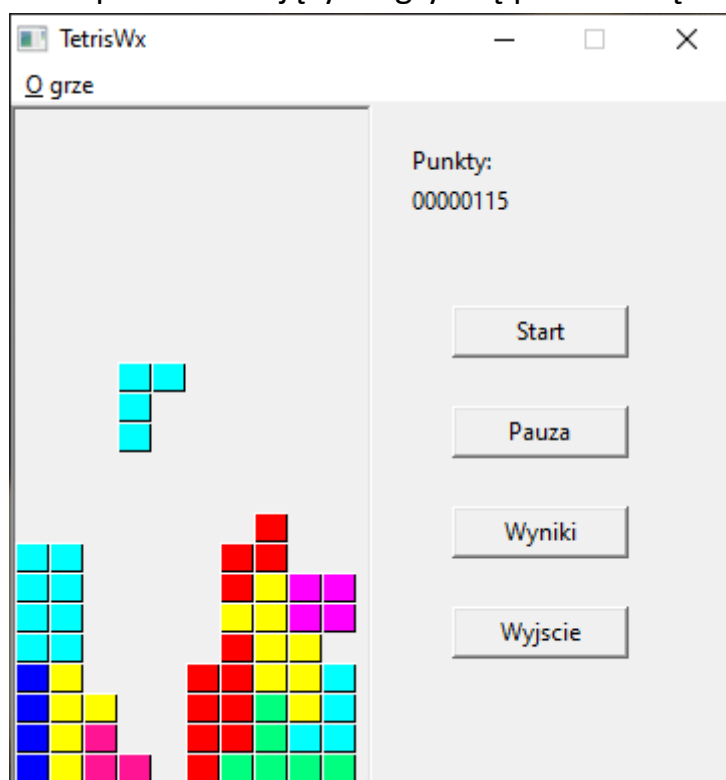 TetrisWx
O grze
Punkty:
00000115
Start
Pauza
Wyniki
Wyjscie